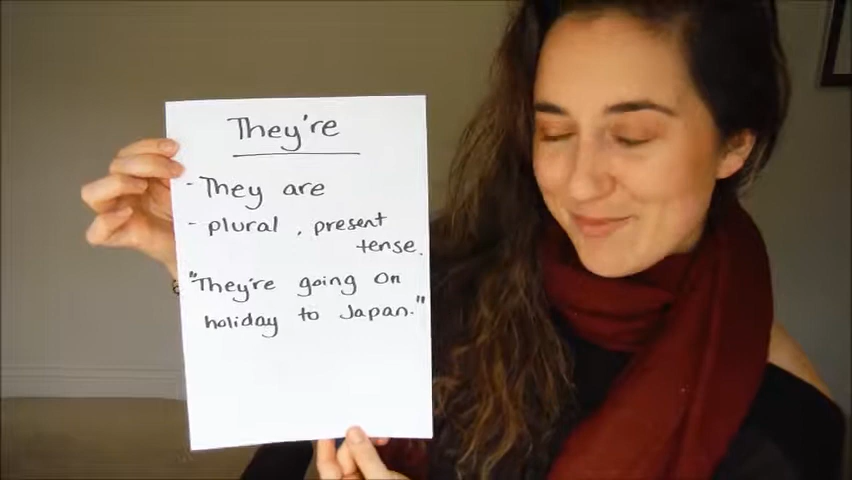 They're
- They are
- plural, present
tense.
"They're going on
holiday to Japan."